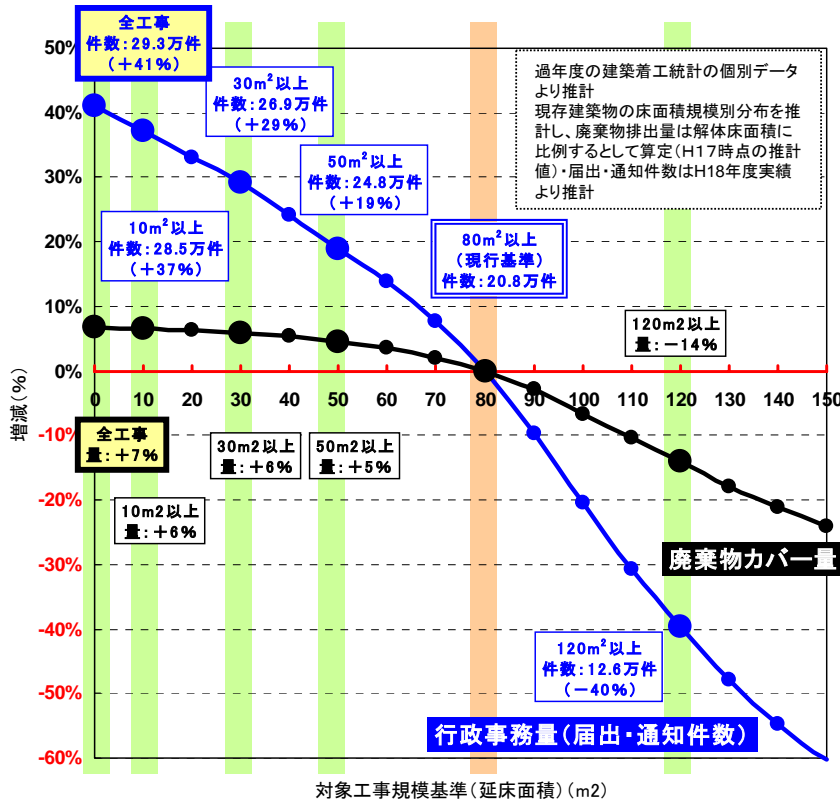 全工事
件数:29.3万件
(+41%)
30m²以上
件数:26.9万件
(+29%)
50m²以上
件数:24.8万件
(+19%)
10m²以上
件数:28.5万件
(+37%)
80m²以上
(現行基準)
件数:20.8万件
過年度の建築着工統計の個別データ
より推計
現存建築物の床面積規模別分布を推
計し、廃棄物排出量は解体床面積に
比例するとして算定(H17時点の推計
値)・届出・通知件数はH18年度実績
より推計
120m2以上
量:-14%
全工事
量:+7%
10m2以上
量:+6%
30m2以上
量:+6%
50m2以上
量:+5%
廃棄物カバー量
120m²以上
件数:12.6万件
(-40%)
行政事務量(届出・通知件数)
増減(%)
50%
40%
30%
20%
10%
0%
-10%
-20%
-30%
-40%
-50%
-60%
0 10 20 30 40 50 60 70 80 90 100 110 120 130 140 150
対象工事規模基準(延床面積)(m2)